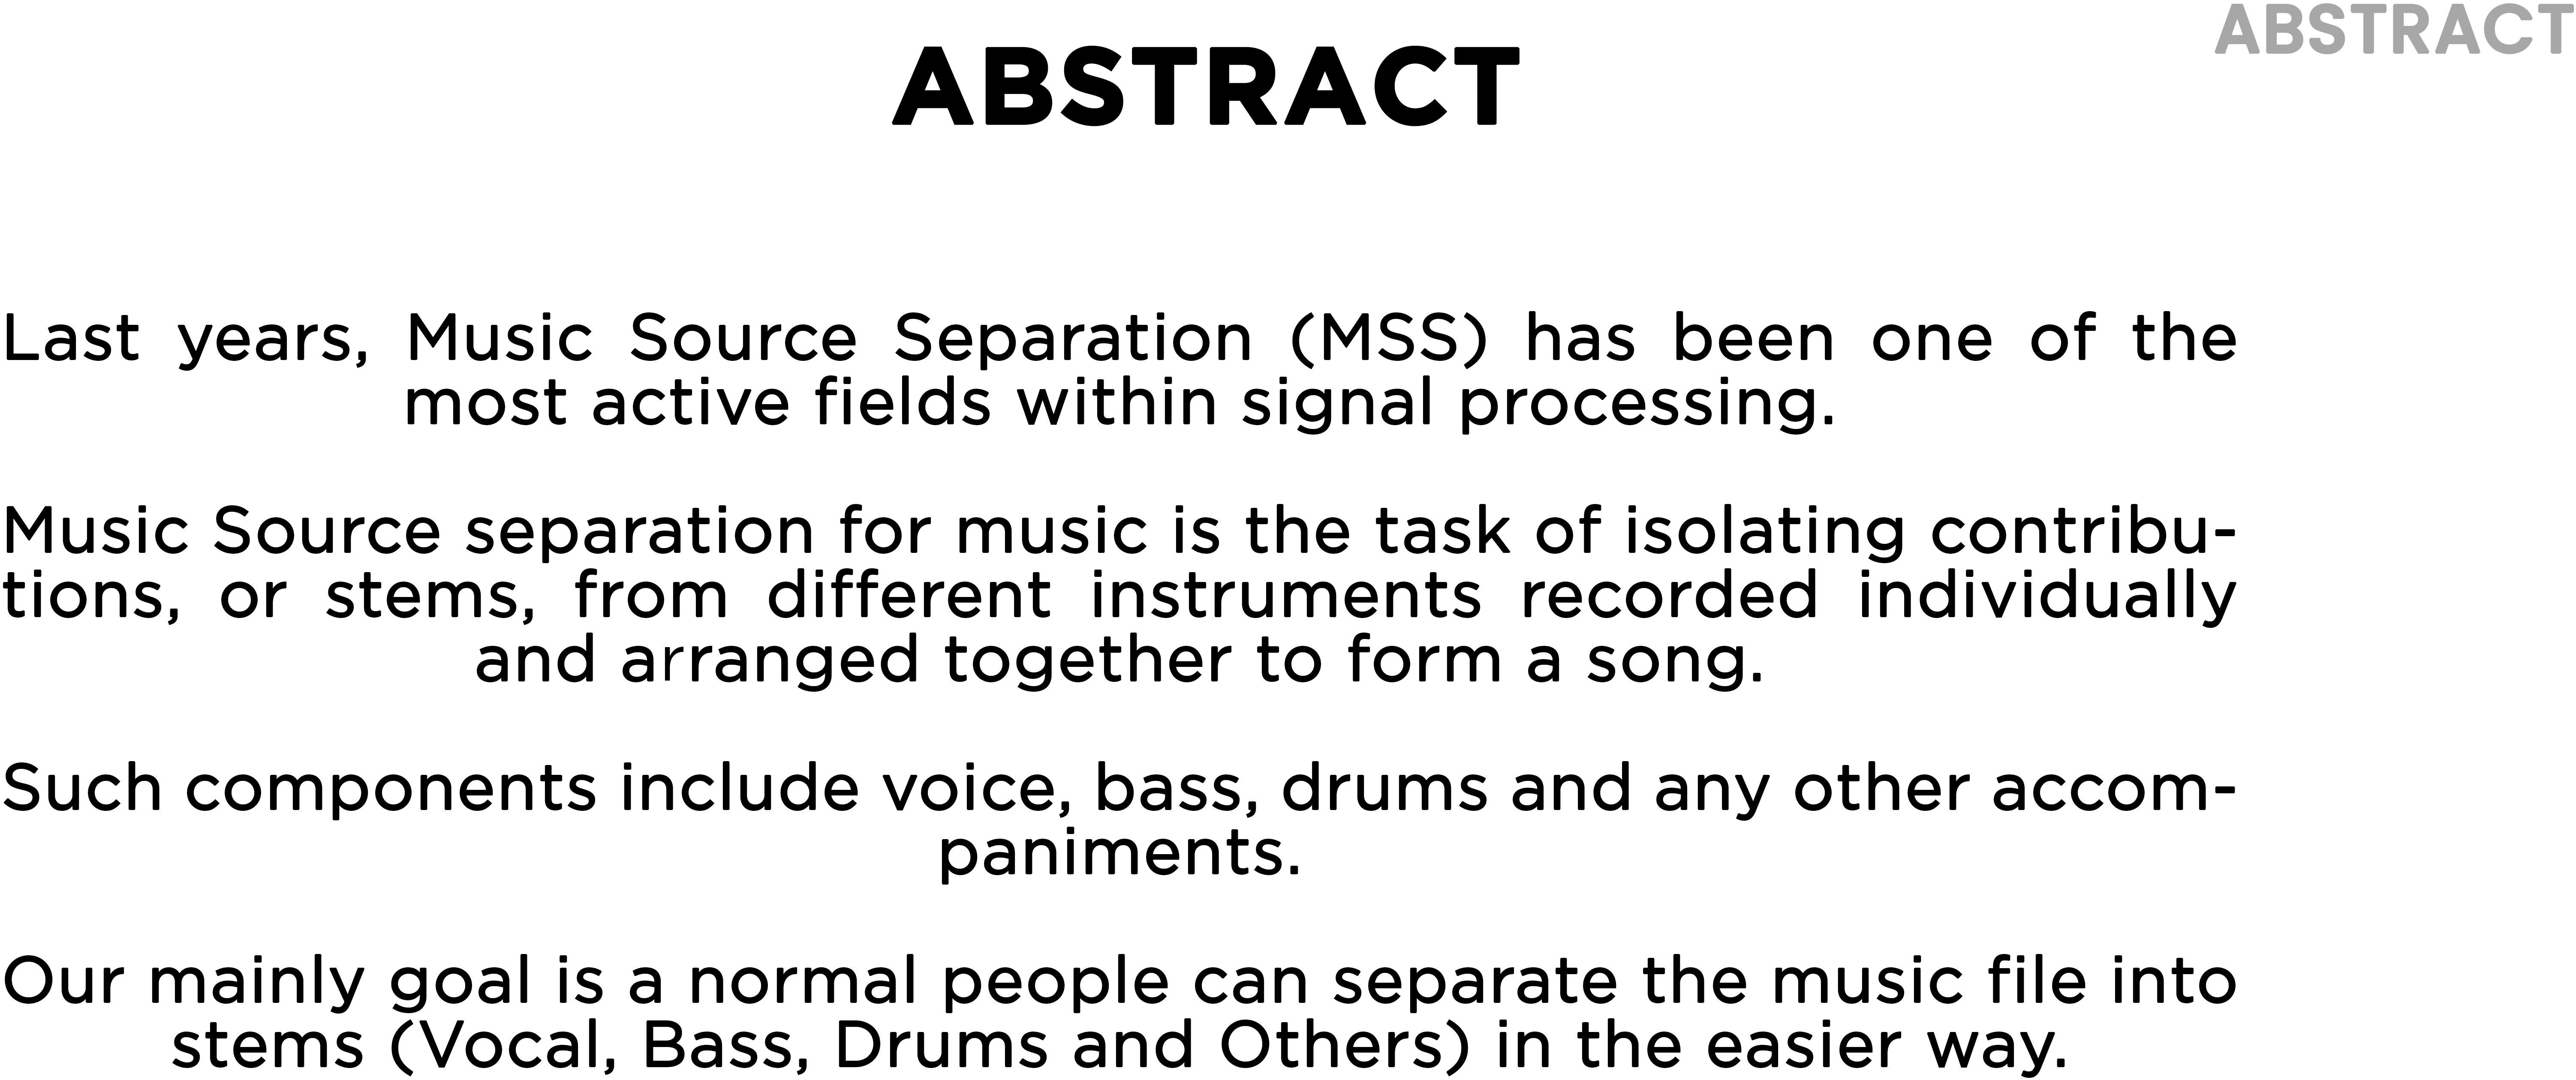 ABSTRACT
ABSTRACT
Last years, Music Source Separation (MSS) has been one of the
most active fields within signal processing.
Music Source separation for music is the task of isolating contribu-
tions, or stems, from different instruments recorded individually
and arranged together to form a song.
Such components include voice, bass, drums and any other accom-
paniments.
Our mainly goal is a normal people can separate the music file into
stems (Vocal, Bass, Drums and Others) in the easier way.